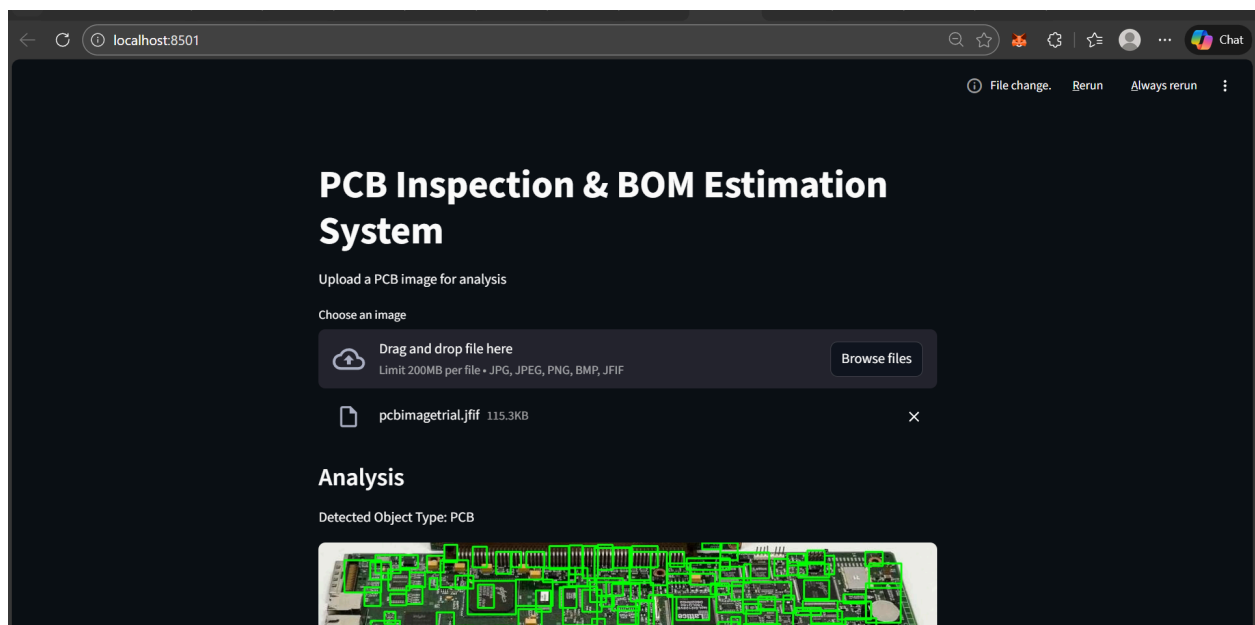 localhost:8501
Chat
File change. Rerun Always rerun
PCB Inspection & BOM Estimation
System
Upload a PCB image for analysis
Choose an image
Drag and drop file here
Limit 200MB per file • JPG, JPEG, PNG, BMP, JFIF
Browse files
pcbimagetrial.jfif 115.3KB
Analysis
Detected Object Type: PCB
Lattice